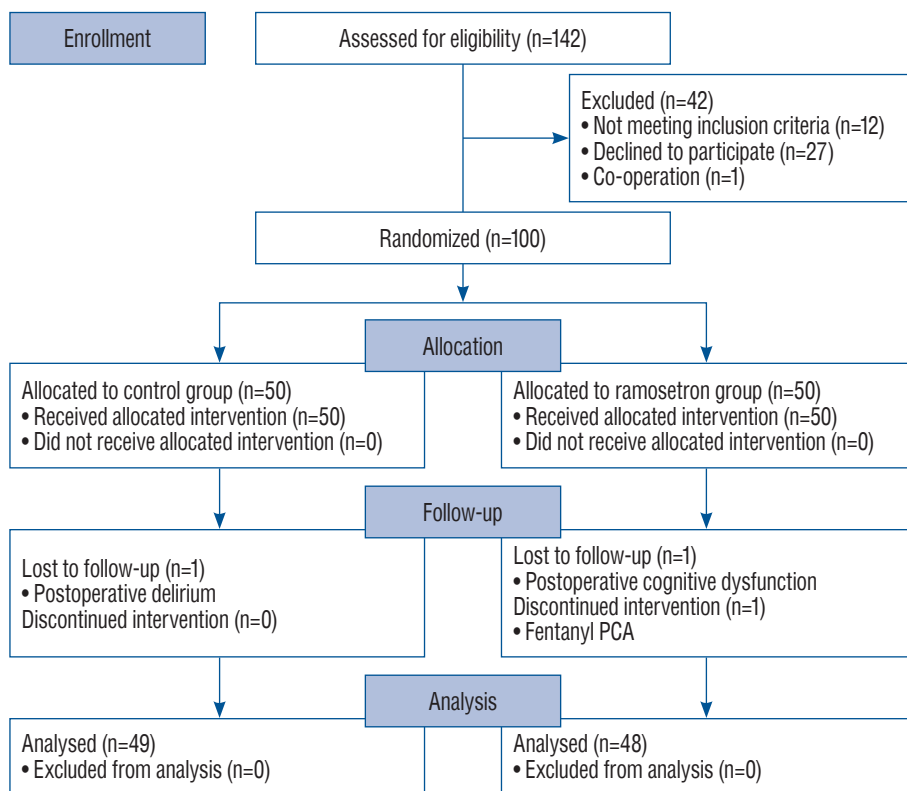 Enrollment
Assessed for eligibility (n=142)
Excluded (n=42)
• Not meeting inclusion criteria (n=12)
• Declined to participate (n=27)
• Co-operation (n=1)
Randomized (n=100)
Allocation
Allocated to control group (n=50)
• Received allocated intervention (n=50)
• Did not receive allocated intervention (n=0)
Allocated to ramosetron group (n=50)
• Received allocated intervention (n=50)
• Did not receive allocated intervention (n=0)
Follow-up
Lost to follow-up (n=1)
• Postoperative delirium
Discontinued intervention (n=0)
Lost to follow-up (n=1)
• Postoperative cognitive dysfunction
Discontinued intervention (n=1)
• Fentanyl PCA
Analysis
Analysed (n=49)
• Excluded from analysis (n=0)
Analysed (n=48)
• Excluded from analysis (n=0)